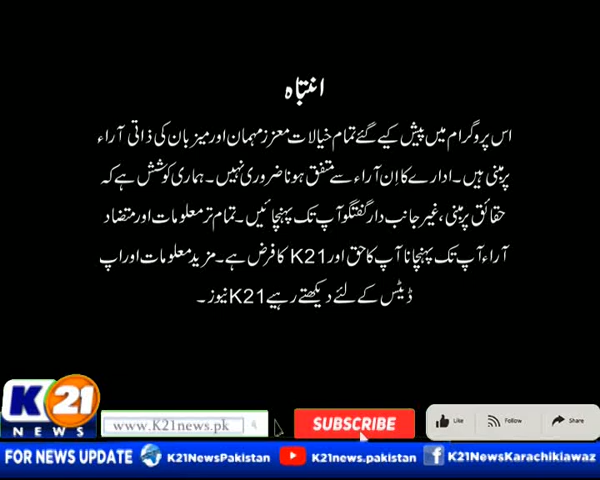 انتباہ
اس پروگرام میں پیش کیے گئے تمام خیالات معزز مہمان اور میزبان کی ذاتی آراء
پر مبنی ہیں۔ ادارے کا اِن آراء سے متفق ہونا ضروری نہیں۔ ہماری کوشش ہے کہ
حقائق پر مبنی، غیر جانب دار گفتگو آپ تک پہنچائیں۔ تمام تر معلومات اور متضاد
آراء آپ تک پہنچانا آپ کا حق اور K21 کا فرض ہے۔ مزید معلومات اور اپ
ڈیٹس کے لئے دیکھتے رہیے K21 نیوز۔
K21
NEWS
www.K21news.pk
SUBSCRIBE
Like
Follow
Share
FOR NEWS UPDATE
K21NewsPakistan
K21news.pakistan
K21NewsKarachikiawaz